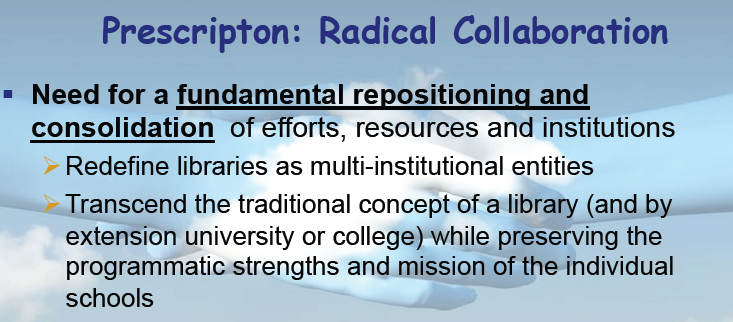 Prescripton: Radical Collaboration
▪ Need for a fundamental repositioning and
consolidation of efforts, resources and institutions
➢ Redefine libraries as multi-institutional entities
➢ Transcend the traditional concept of a library (and by
extension university or college) while preserving the
programmatic strengths and mission of the individual
schools